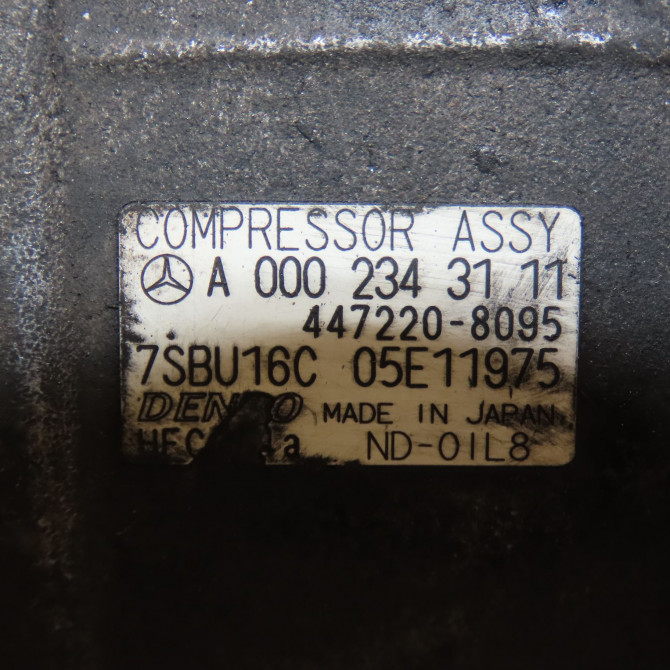 COMPRESSOR ASSY
A 000 234 31 11
447220-8095
7SBU16C 05E11975
MADE IN JAPAN
ND-OIL8